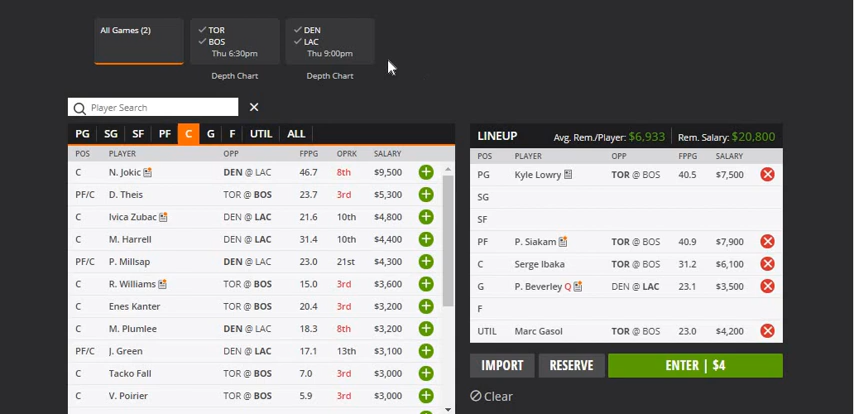 All Games (2)
TOR
BOS
Thu 6:30pm
DEN
LAC
Thu 9:00pm
Depth Chart
Depth Chart
Player Search
PG SG SF PF C G F UTIL ALL
POS PLAYER OPP FPPG OPRK SALARY
C N. Jokic DEN @ LAC 46.7 8th $9,500
PF/C D. Theis TOR @ BOS 23.7 3rd $5,300
C Ivica Zubac DEN @ LAC 21.6 10th $4,800
C M. Harrell DEN @ LAC 31.4 10th $4,400
PF/C P. Millsap DEN @ LAC 23.0 21st $4,300
C R. Williams TOR @ BOS 15.0 3rd $3,600
C Enes Kanter TOR @ BOS 20.4 3rd $3,200
C M. Plumlee DEN @ LAC 18.3 8th $3,200
PF/C J. Green DEN @ LAC 17.1 13th $3,100
C Tacko Fall TOR @ BOS 7.0 3rd $3,000
C V. Poirier TOR @ BOS 5.9 3rd $3,000
LINEUP Avg. Rem./Player: $6,933 Rem. Salary: $20,800
POS PLAYER OPP FPPG SALARY
PG Kyle Lowry TOR @ BOS 40.5 $7,500
SG
SF
PF P. Siakam TOR @ BOS 40.9 $7,900
C Serge Ibaka TOR @ BOS 31.2 $6,100
G P. Beverley Q DEN @ LAC 23.1 $3,500
F
UTIL Marc Gasol TOR @ BOS 23.0 $4,200
IMPORT RESERVE ENTER | $4
Clear